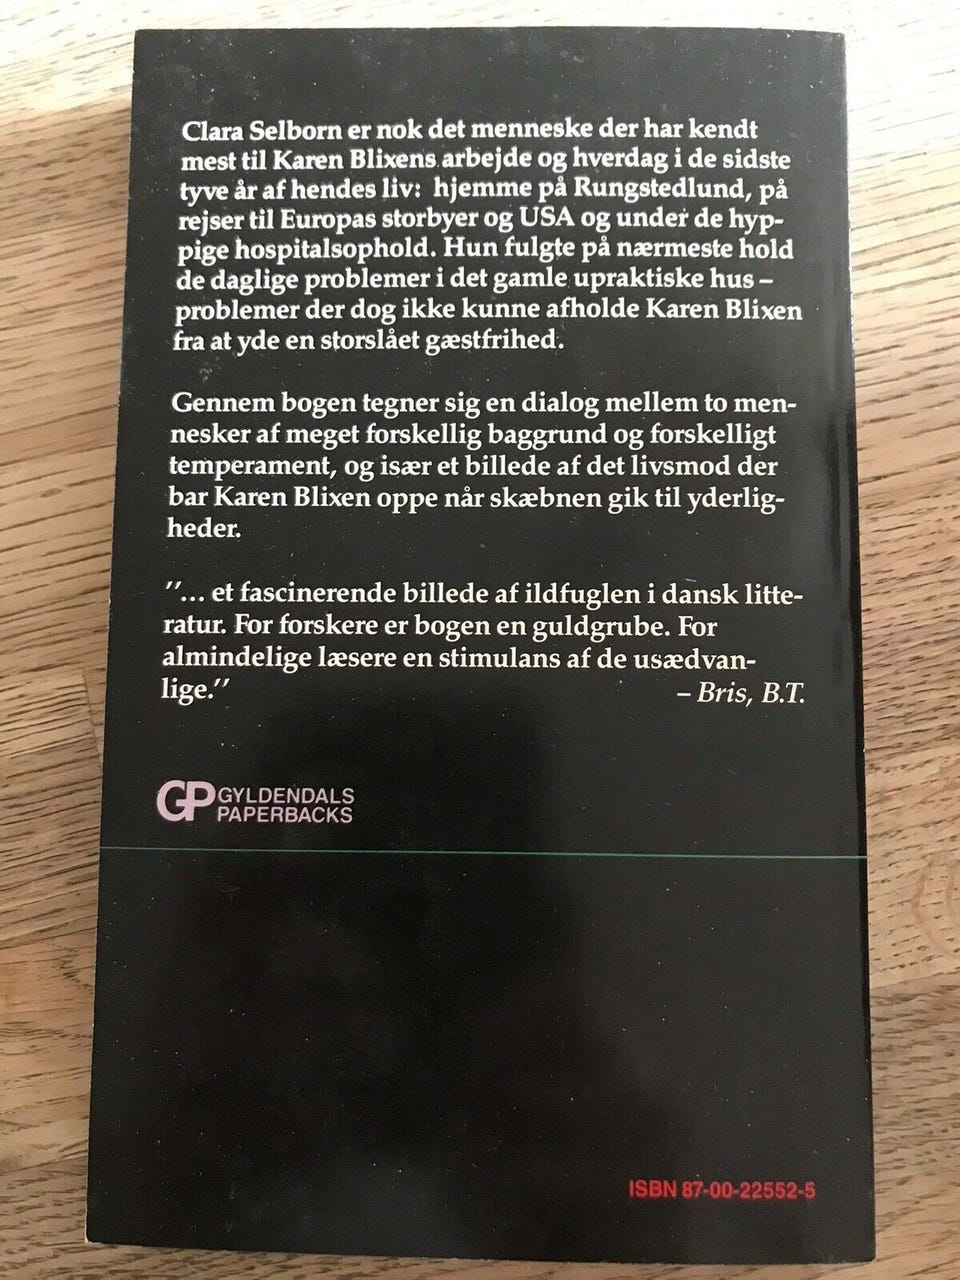 Clara Selborn er nok det menneske der har kendt
mest til Karen Blixens arbejde og hverdag i de sidste
tyve år af hendes liv: hjemme på Rungstedlund, på
rejser til Europas storbyer og USA og under de hyp-
pige hospitalsophold. Hun fulgte på nærmeste hold
de daglige problemer i det gamle upraktiske hus –
problemer der dog ikke kunne afholde Karen Blixen
fra at yde en storslået gæstfrihed.
Gennem bogen tegner sig en dialog mellem to men-
nesker af meget forskellig baggrund og forskelligt
temperament, og især et billede af det livsmod der
bar Karen Blixen oppe når skæbnen gik til yderlig-
heder.
"... et fascinerende billede af ildfuglen i dansk litte-
ratur. For forskere er bogen en guldgrube. For
almindelige læsere en stimulans af de usædvan-
lige." – Bris, B.T.
GP GYLDENDALS
PAPERBACKS
ISBN 87-00-22552-5